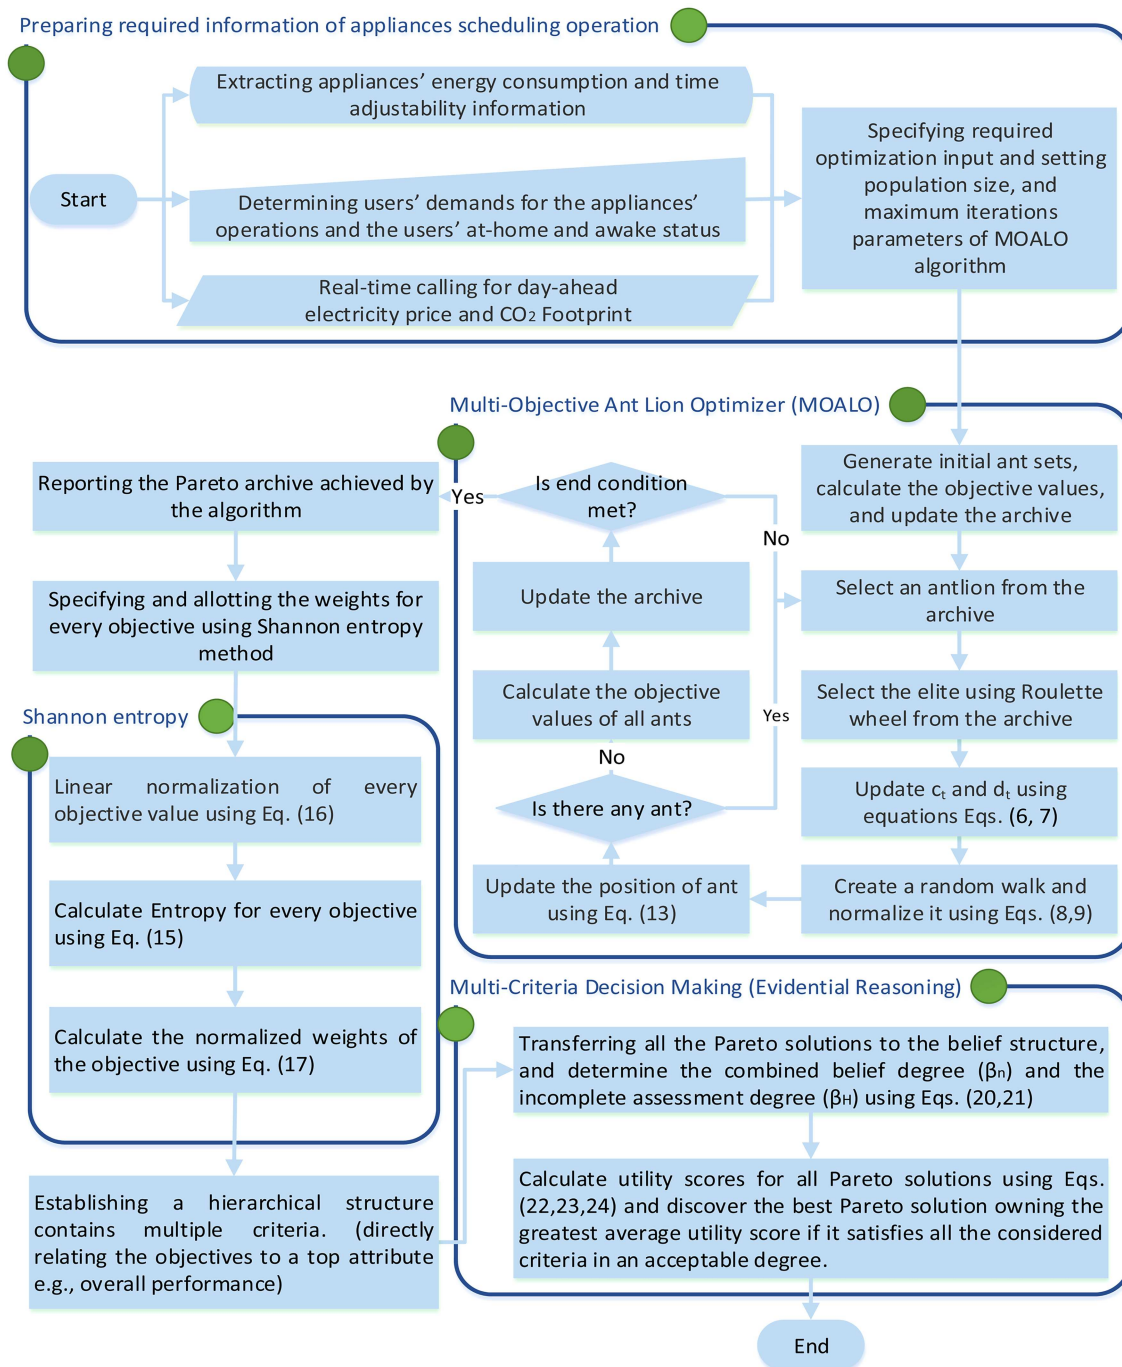 Preparing required information of appliances scheduling operation
Extracting appliances' energy consumption and time
adjustability information
Start
Determining users' demands for the appliances'
operations and the users' at-home and awake status
Real-time calling for day-ahead
electricity price and CO₂ Footprint
Specifying required
optimization input and setting
population size, and
maximum iterations
parameters of MOALO
algorithm
Multi-Objective Ant Lion Optimizer (MOALO)
Generate initial ant sets,
calculate the objective values,
and update the archive
Select an antlion from the
archive
Select the elite using Roulette
wheel from the archive
Update cₜ and dₜ using
equations Eqs. (6, 7)
Create a random walk and
normalize it using Eqs. (8,9)
Update the position of ant
using Eq. (13)
Is there any ant?
Yes
No
Calculate the objective
values of all ants
Update the archive
Is end condition
met?
No
Yes
Reporting the Pareto archive achieved by
the algorithm
Specifying and allotting the weights for
every objective using Shannon entropy
method
Shannon entropy
Linear normalization of every
objective value using Eq. (16)
Calculate Entropy for every objective
using Eq. (15)
Calculate the normalized weights of
the objective using Eq. (17)
Establishing a hierarchical structure
contains multiple criteria. (directly
relating the objectives to a top attribute
e.g., overall performance)
Multi-Criteria Decision Making (Evidential Reasoning)
Transferring all the Pareto solutions to the belief structure,
and determine the combined belief degree (βn) and the
incomplete assessment degree (βH) using Eqs. (20,21)
Calculate utility scores for all Pareto solutions using Eqs.
(22,23,24) and discover the best Pareto solution owning the
greatest average utility score if it satisfies all the considered
criteria in an acceptable degree.
End